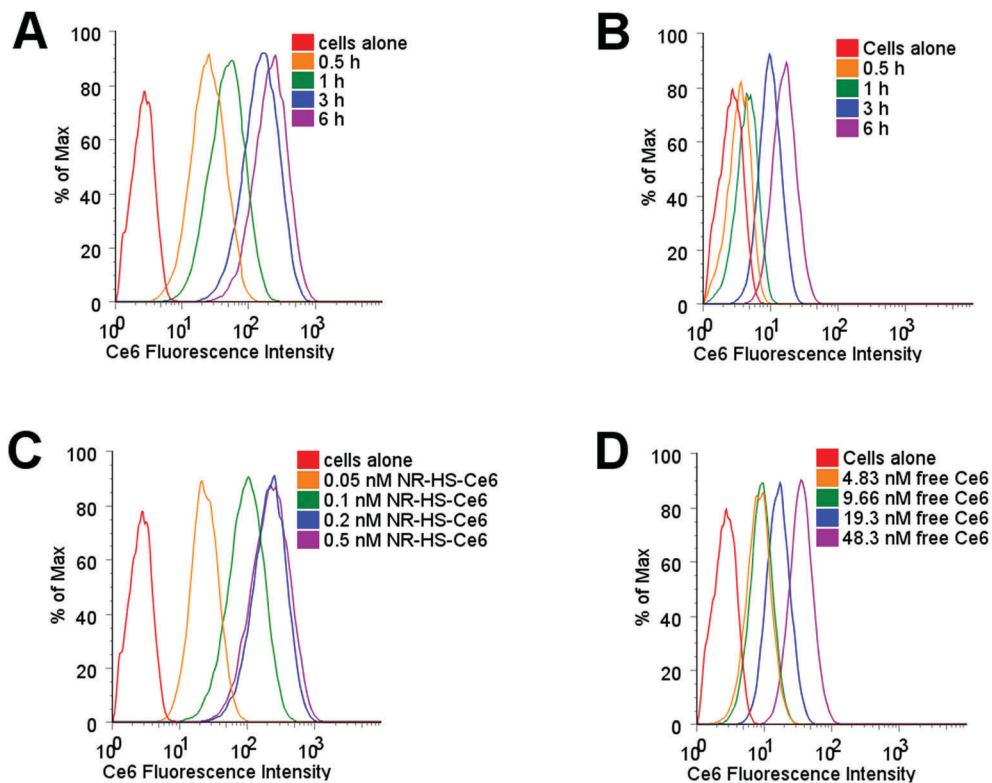 A
100
80
60
40
20
0
% of Max
cells alone
0.5 h
1 h
3 h
6 h
10^0 10^1 10^2 10^3
Ce6 Fluorescence Intensity
B
100
80
60
40
20
0
% of Max
Cells alone
0.5 h
1 h
3 h
6 h
10^0 10^1 10^2 10^3
Ce6 Fluorescence Intensity
C
100
80
60
40
20
0
% of Max
cells alone
0.05 nM NR-HS-Ce6
0.1 nM NR-HS-Ce6
0.2 nM NR-HS-Ce6
0.5 nM NR-HS-Ce6
10^0 10^1 10^2 10^3
Ce6 Fluorescence Intensity
D
100
80
60
40
20
0
% of Max
Cells alone
4.83 nM free Ce6
9.66 nM free Ce6
19.3 nM free Ce6
48.3 nM free Ce6
10^0 10^1 10^2 10^3
Ce6 Fluorescence Intensity